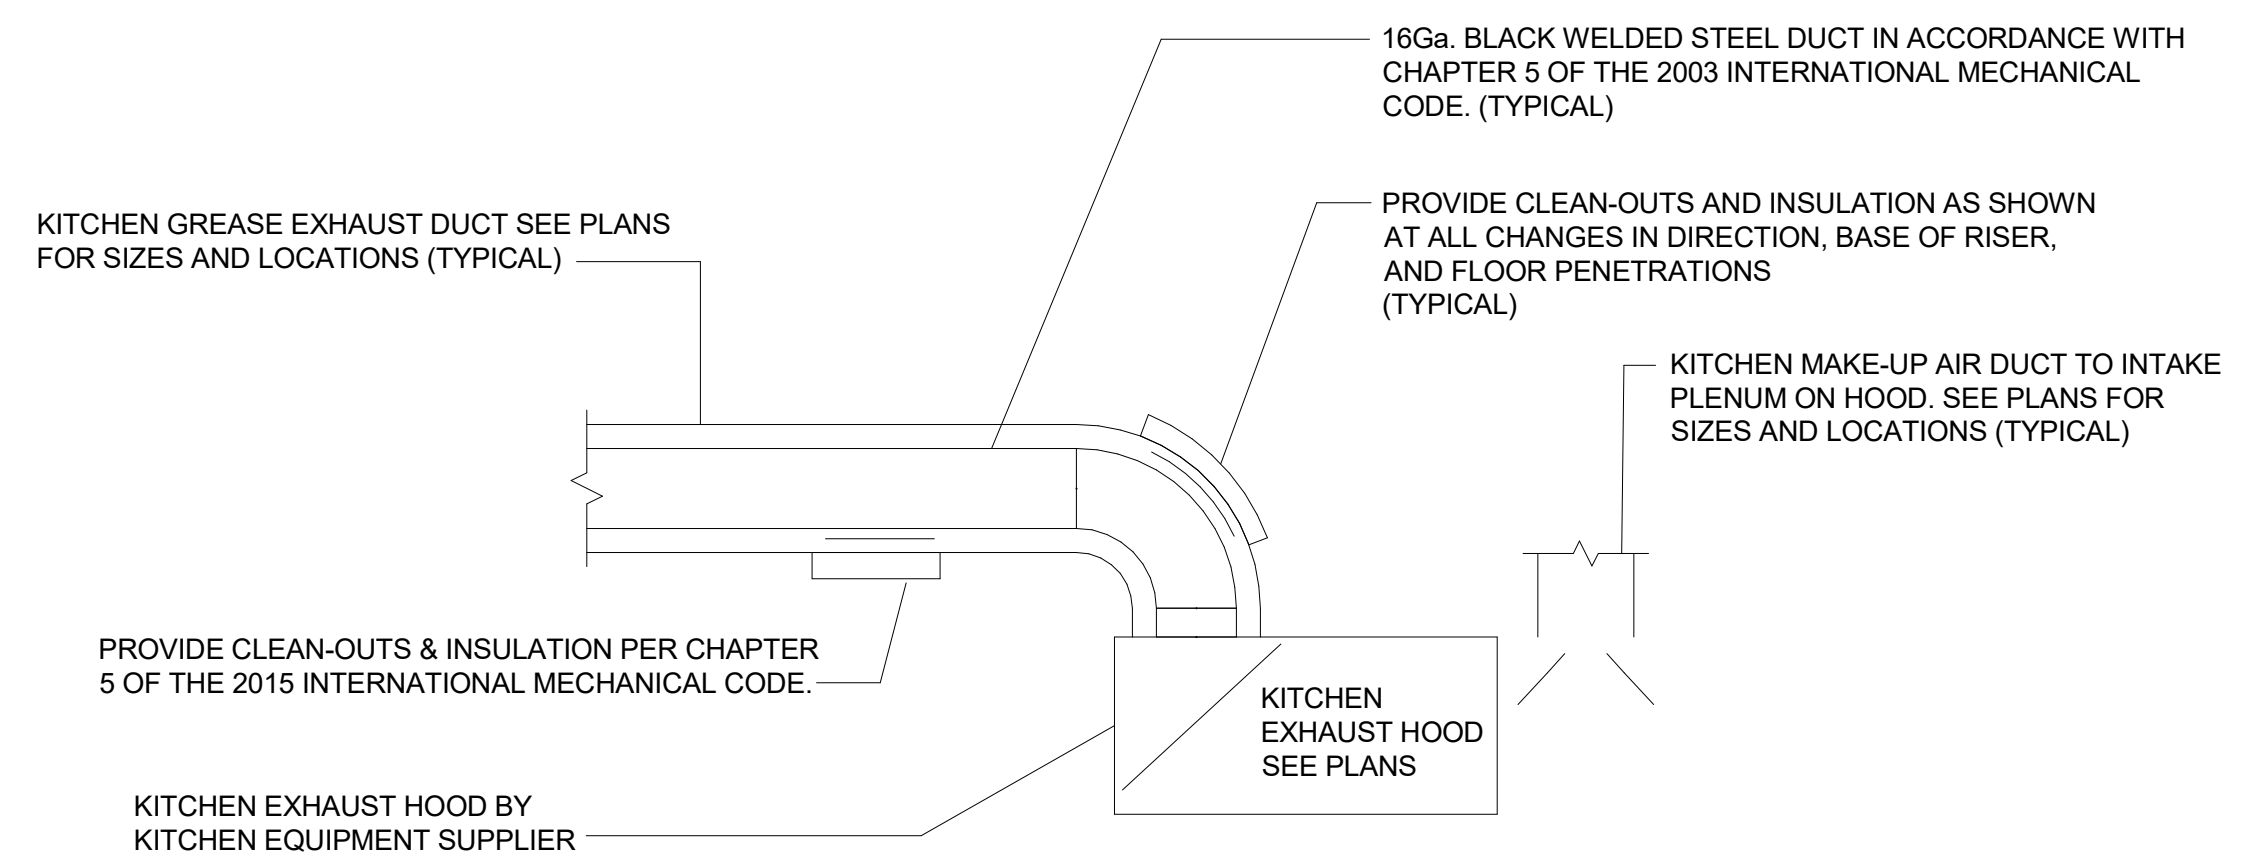 16Ga. BLACK WELDED STEEL DUCT IN ACCORDANCE WITH
CHAPTER 5 OF THE 2003 INTERNATIONAL MECHANICAL
CODE. (TYPICAL)
PROVIDE CLEAN-OUTS AND INSULATION AS SHOWN
AT ALL CHANGES IN DIRECTION, BASE OF RISER,
AND FLOOR PENETRATIONS
(TYPICAL)
KITCHEN GREASE EXHAUST DUCT SEE PLANS
FOR SIZES AND LOCATIONS (TYPICAL)
KITCHEN MAKE-UP AIR DUCT TO INTAKE
PLENUM ON HOOD. SEE PLANS FOR
SIZES AND LOCATIONS (TYPICAL)
PROVIDE CLEAN-OUTS & INSULATION PER CHAPTER
5 OF THE 2015 INTERNATIONAL MECHANICAL CODE.
KITCHEN
EXHAUST HOOD
SEE PLANS
KITCHEN EXHAUST HOOD BY
KITCHEN EQUIPMENT SUPPLIER